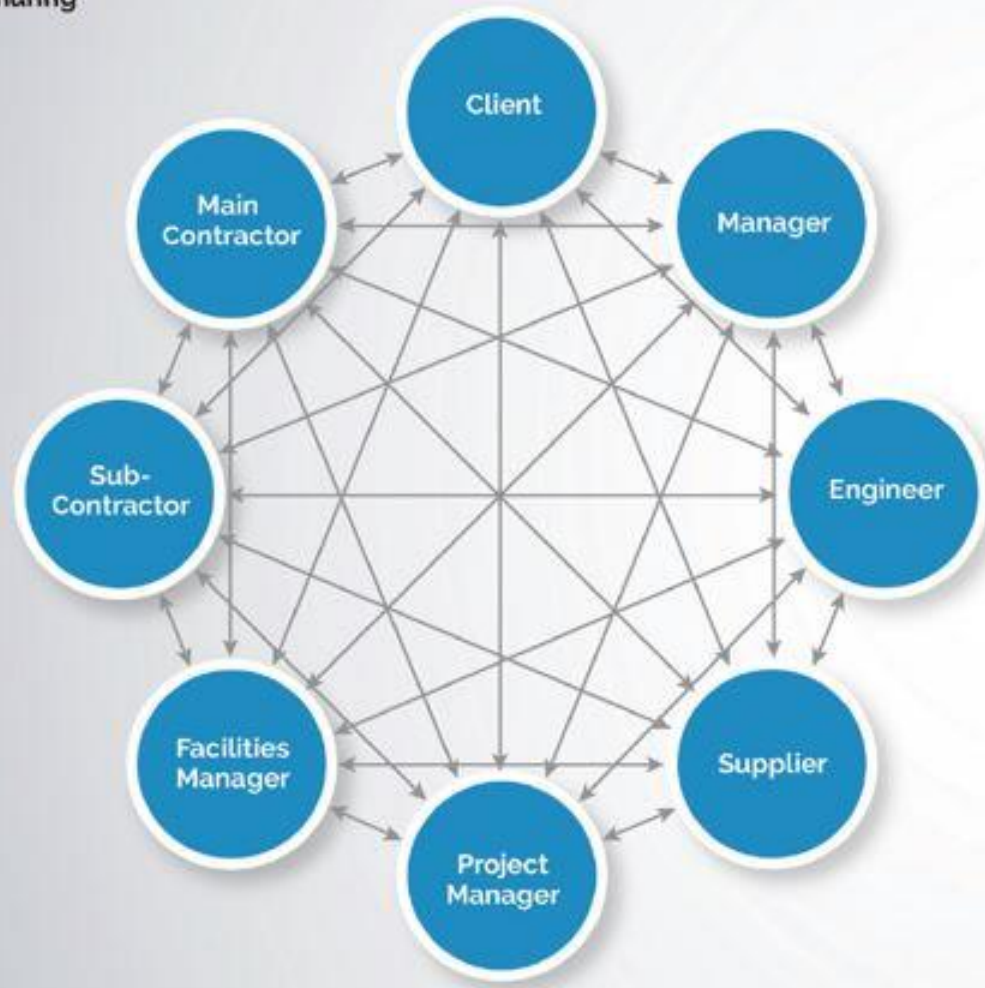 Client
Main
Contractor
Manager
Sub-
Contractor
Engineer
Facilities
Manager
Supplier
Project
Manager